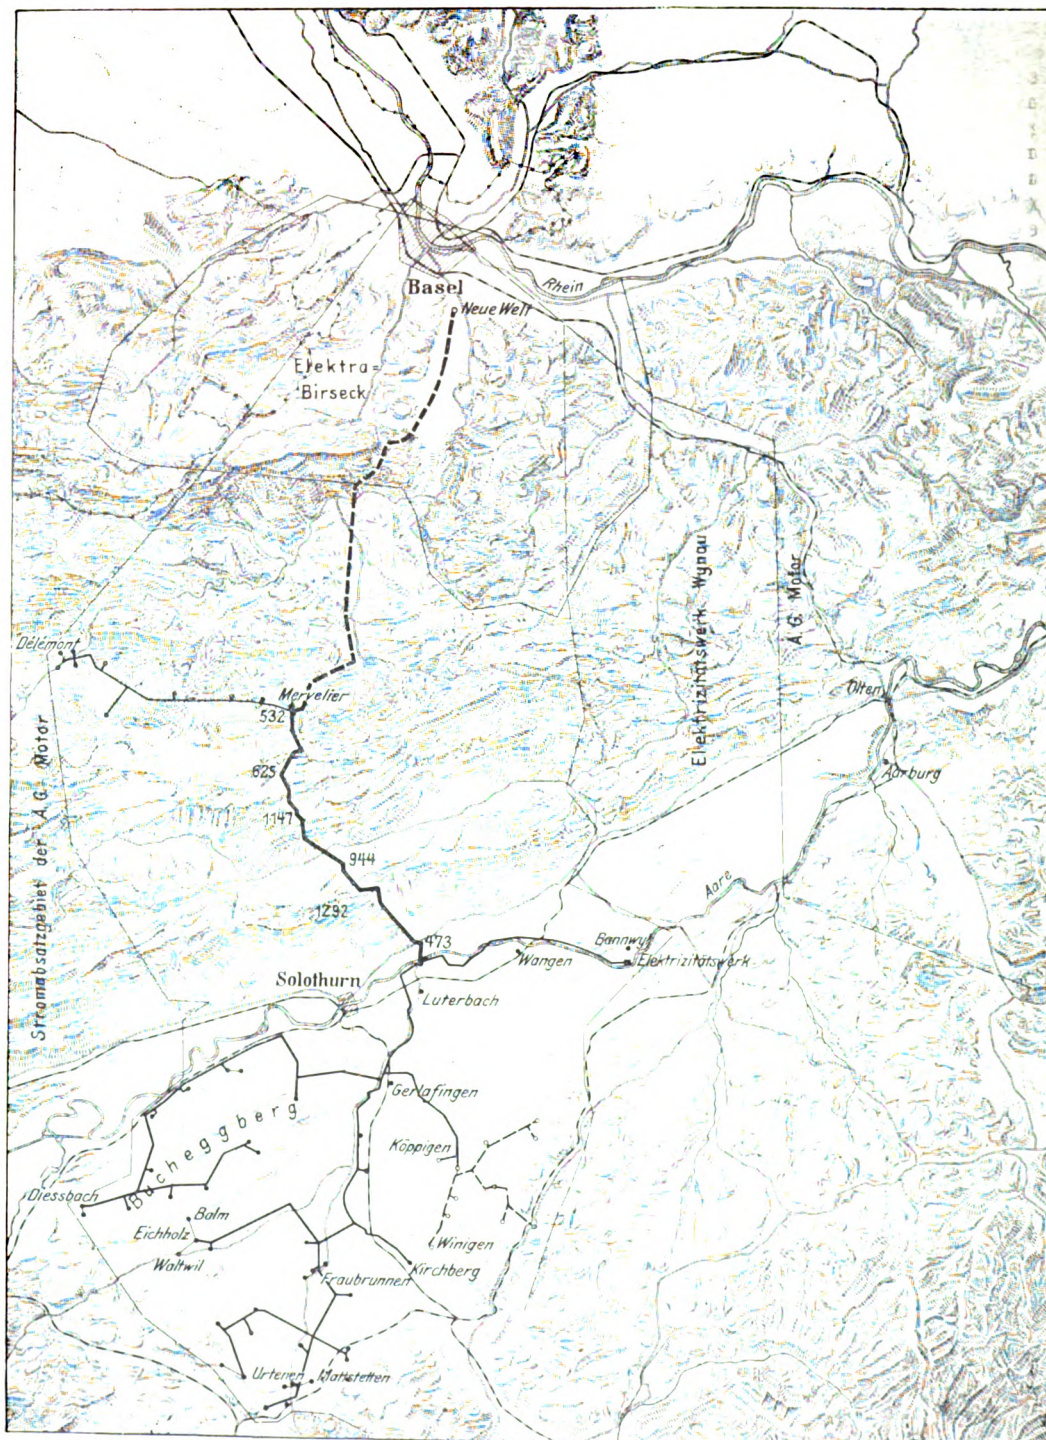 Basel
Rhein
Neue Welt
Elektra=
Birseck
Elektrizitätswerk Wynau
A. G. Motor
Délémont
Mervelier
532
Olten
625
Aarburg
Stromabsatzgebiet der A. G. Motor
1147
944
Aare
1292
473
Bannwyl
Wangen
Elektrizitätswerk
Solothurn
Luterbach
Gerlafingen
Bucheggberg
Köppigen
Diessbach
Balm
Eichholz
Winigen
Waltwil
Kirchberg
Fraubrunnen
Urtenen
Mattstetten